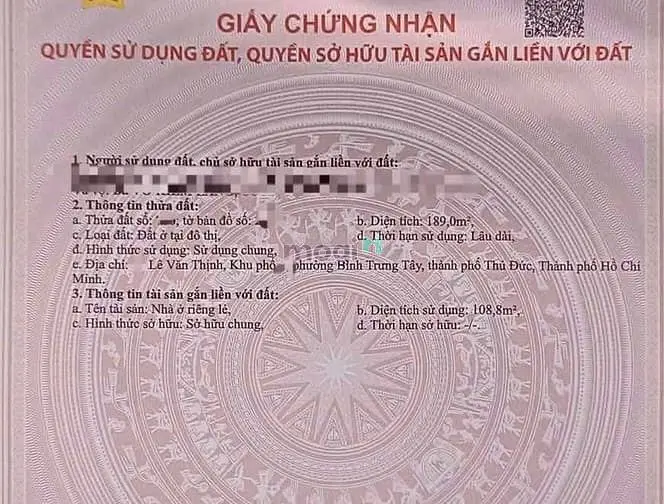 GIẤY CHỨNG NHẬN
QUYỀN SỬ DỤNG ĐẤT, QUYỀN SỞ HỮU TÀI SẢN GẮN LIỀN VỚI ĐẤT
1. Người sử dụng đất, chủ sở hữu tài sản gắn liền với đất:
2. Thông tin thửa đất:
a. Thửa đất số: , tờ bản đồ số:
b. Diện tích: 189,0m²,
c. Loại đất: Đất ở tại đô thị,
d. Thời hạn sử dụng: Lâu dài,
đ. Hình thức sử dụng: Sử dụng chung,
mogi
e. Địa chỉ: Lê Văn Thịnh, Khu phố , phường Bình Trưng Tây, thành phố Thủ Đức, Thành phố Hồ Chí
Minh.
3. Thông tin tài sản gắn liền với đất:
a. Tên tài sản: Nhà ở riêng lẻ,
b. Diện tích sử dụng: 108,8m²,
c. Hình thức sở hữu: Sở hữu chung,
d. Thời hạn sở hữu: -/-.